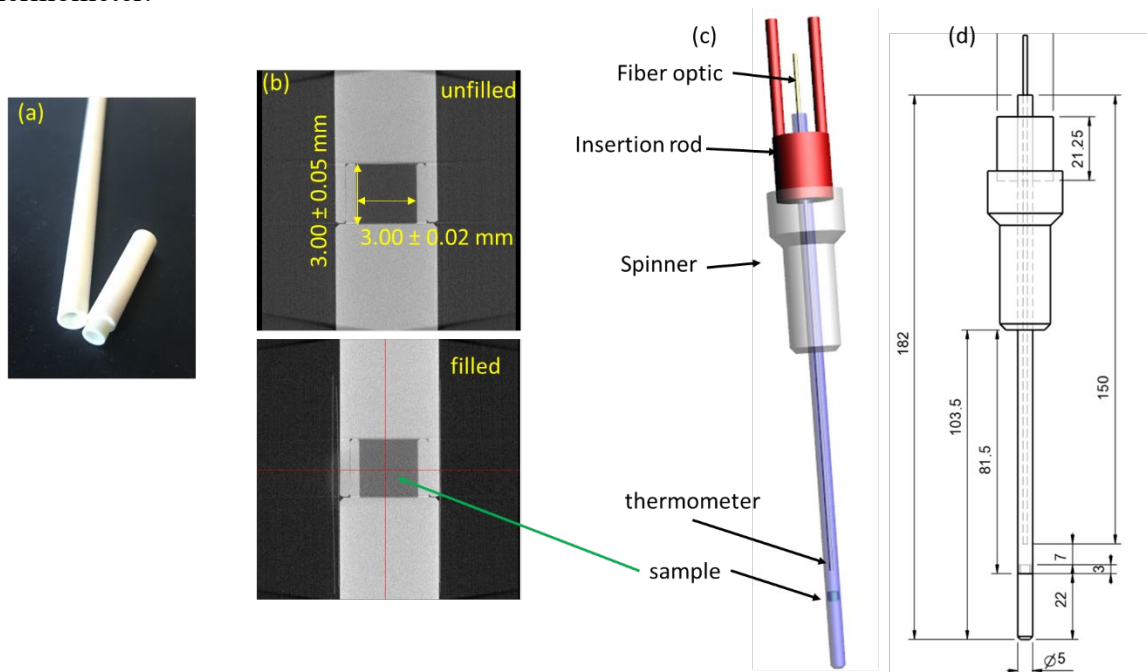 (a)
(b)
unfilled
3.00 ± 0.05 mm
3.00 ± 0.02 mm
filled
(c)
Fiber optic
Insertion rod
Spinner
thermometer
sample
(d)
21.25
182
150
103.5
81.5
7
3
22
Ø5